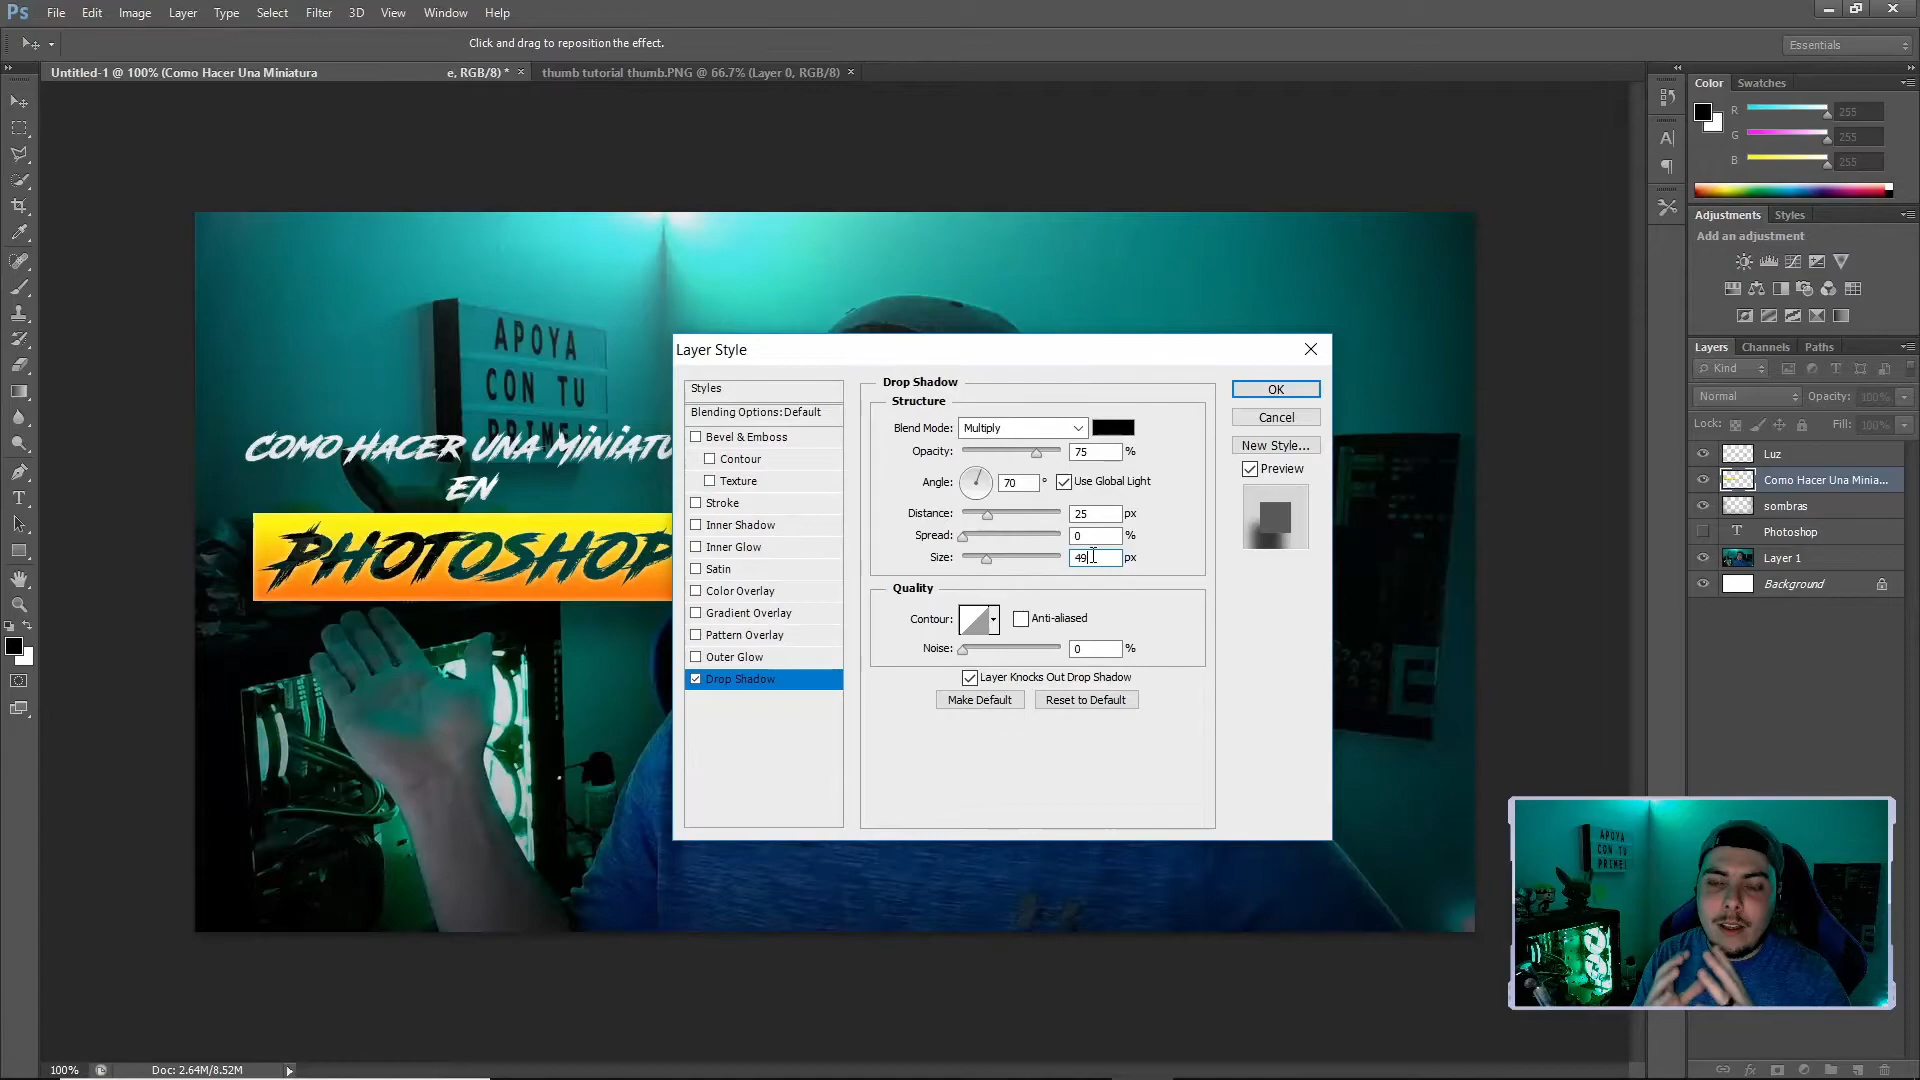 Ps File Edit Image Layer Type Select Filter 3D View Window Help
Click and drag to reposition the effect.
Essentials
Untitled-1 @ 100% (Como Hacer Una Miniatura e, RGB/8) *
thumb tutorial thumb.PNG @ 66.7% (Layer 0, RGB/8)
Color Swatches
R 255
G 255
B 255
Adjustments Styles
Add an adjustment
Layers Channels Paths
Kind
Normal Opacity: 100%
Lock: Fill: 100%
Luz
Como Hacer Una Minia...
sombras
T Photoshop
Layer 1
Background
APOYA
CON TU
PRIME!
COMO HACER UNA MINIATU
EN
PHOTOSHOP
Layer Style
Styles
Blending Options: Default
Bevel & Emboss
Contour
Texture
Stroke
Inner Shadow
Inner Glow
Satin
Color Overlay
Gradient Overlay
Pattern Overlay
Outer Glow
Drop Shadow
Drop Shadow
Structure
Blend Mode: Multiply
Opacity: 75 %
Angle: 70 ° Use Global Light
Distance: 25 px
Spread: 0 %
Size: 49 px
Quality
Contour: Anti-aliased
Noise: 0 %
Layer Knocks Out Drop Shadow
Make Default Reset to Default
OK
Cancel
New Style...
Preview
APOYA
CON TU
PRIME!
100% Doc: 2.64M/8.52M